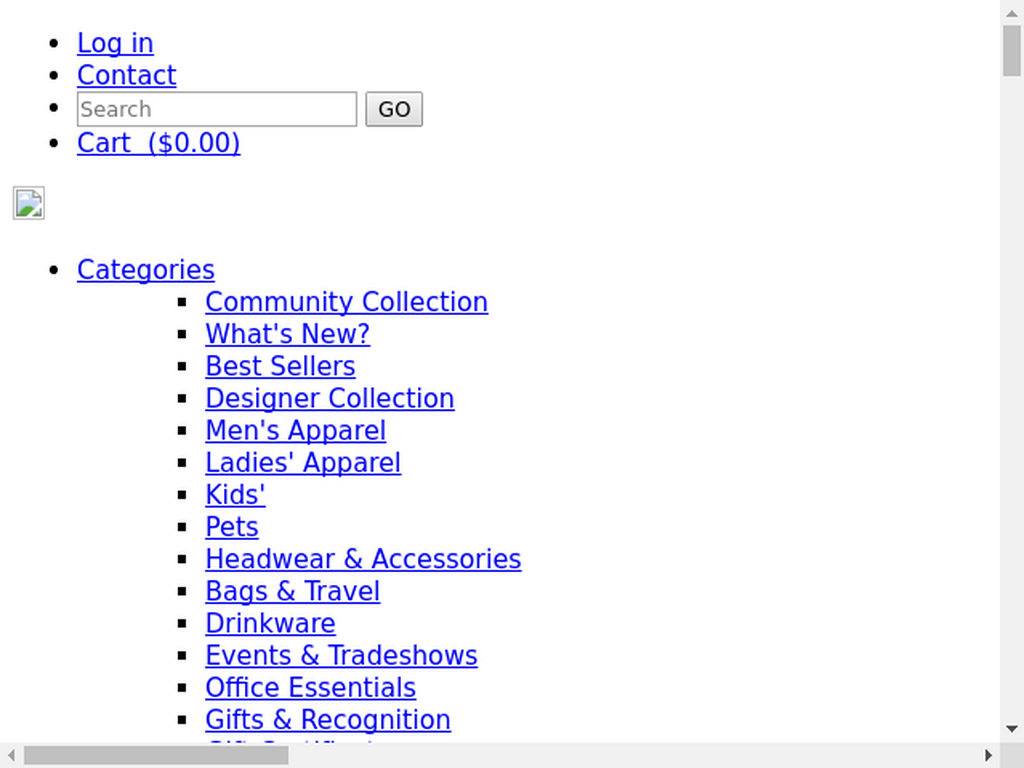 Log in
Contact
Search GO
Cart ($0.00)
Categories
Community Collection
What's New?
Best Sellers
Designer Collection
Men's Apparel
Ladies' Apparel
Kids'
Pets
Headwear & Accessories
Bags & Travel
Drinkware
Events & Tradeshows
Office Essentials
Gifts & Recognition